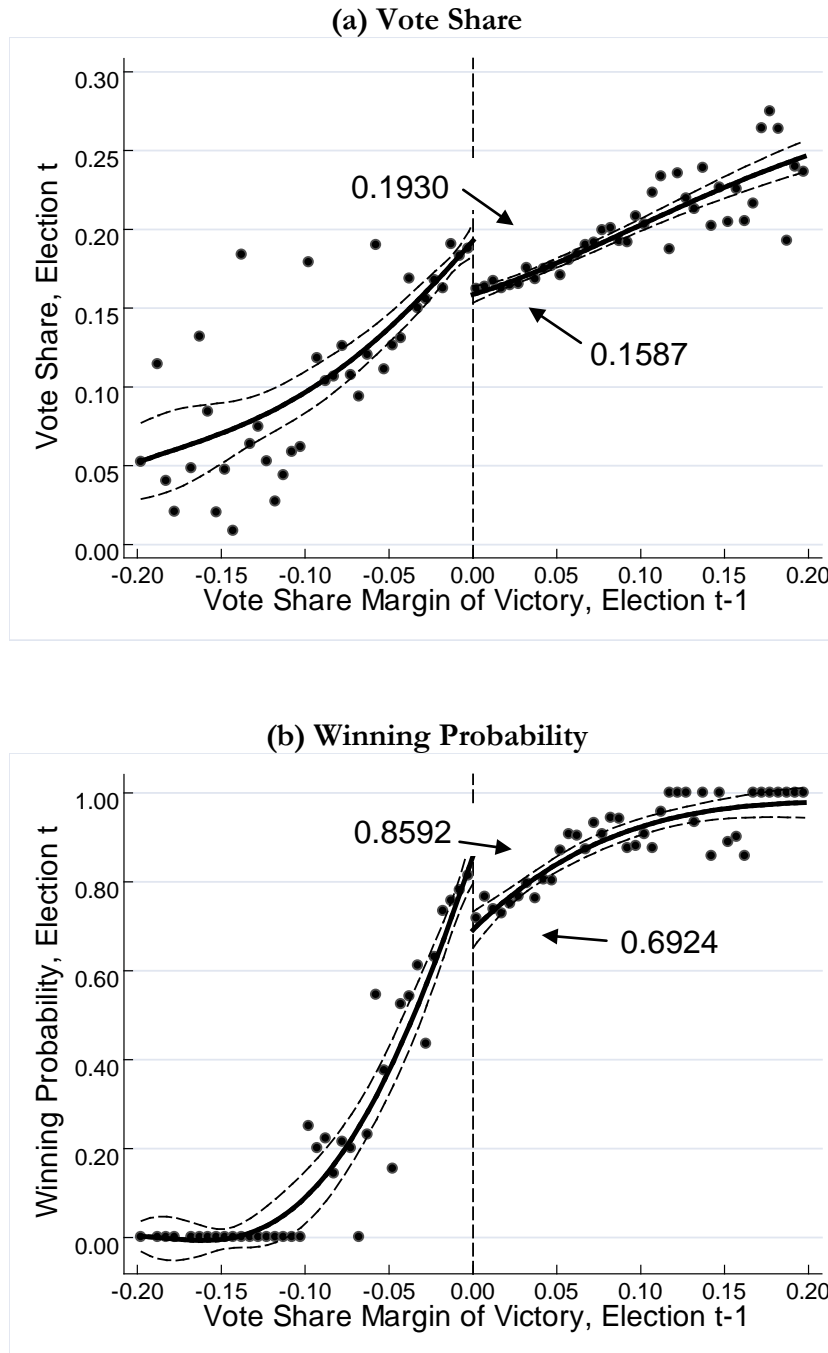 (a) Vote Share
0.30
0.25
0.20
0.15
0.10
0.05
0.00
Vote Share, Election t
0.1930
0.1587
-0.20 -0.15 -0.10 -0.05 0.00 0.05 0.10 0.15 0.20
Vote Share Margin of Victory, Election t-1
(b) Winning Probability
1.00
0.80
0.60
0.40
0.20
0.00
Winning Probability, Election t
0.8592
0.6924
-0.20 -0.15 -0.10 -0.05 0.00 0.05 0.10 0.15 0.20
Vote Share Margin of Victory, Election t-1